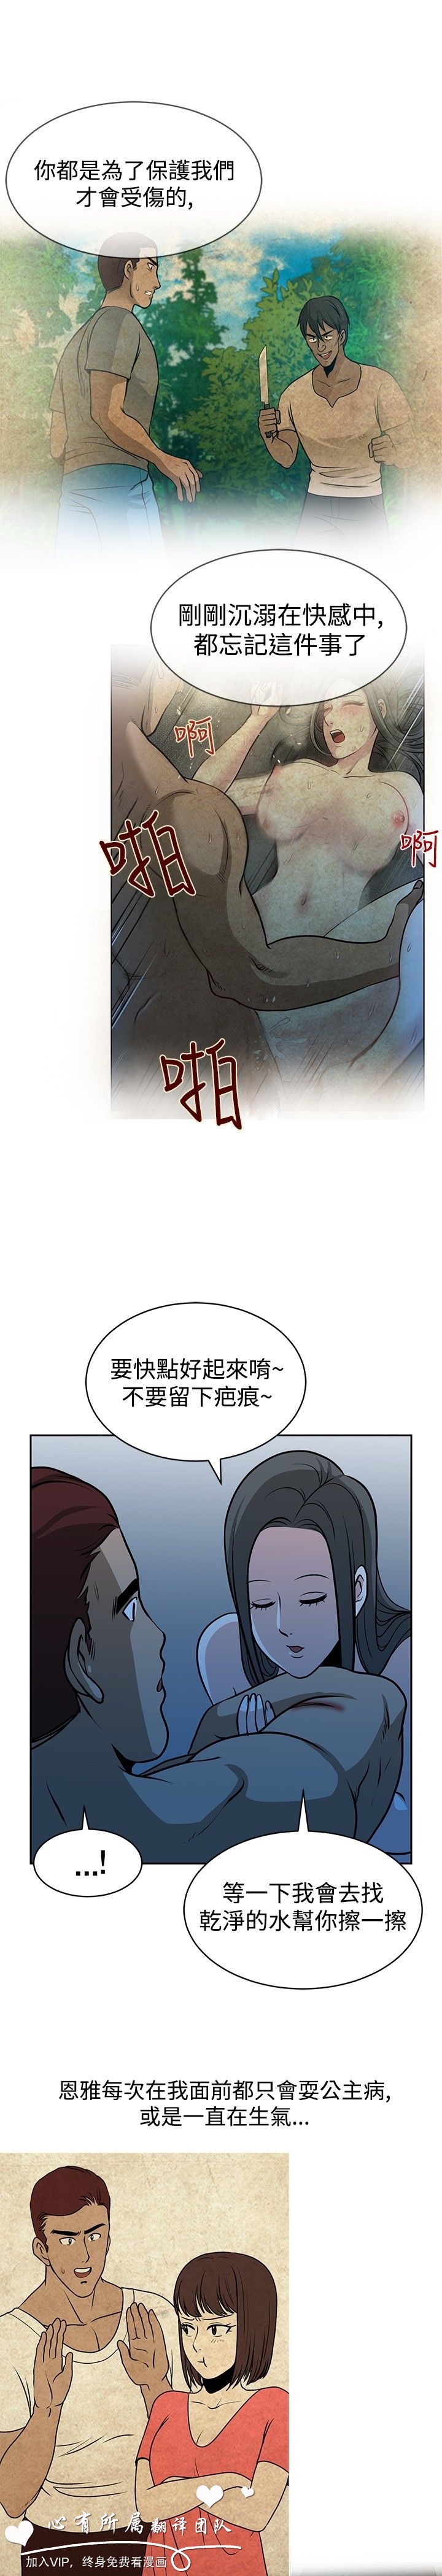 你都是為了保護我們
才會受傷的,
剛剛沉溺在快感中,
都忘記這件事了
啊
啪
啊
啪
要快點好起來唷~
不要留下疤痕~
...!
等一下我會去找
乾淨的水幫你擦一擦
恩雅每次在我面前都只會耍公主病,
或是一直在生氣...
心有所属翻译团队
加入VIP，终身免费看漫画